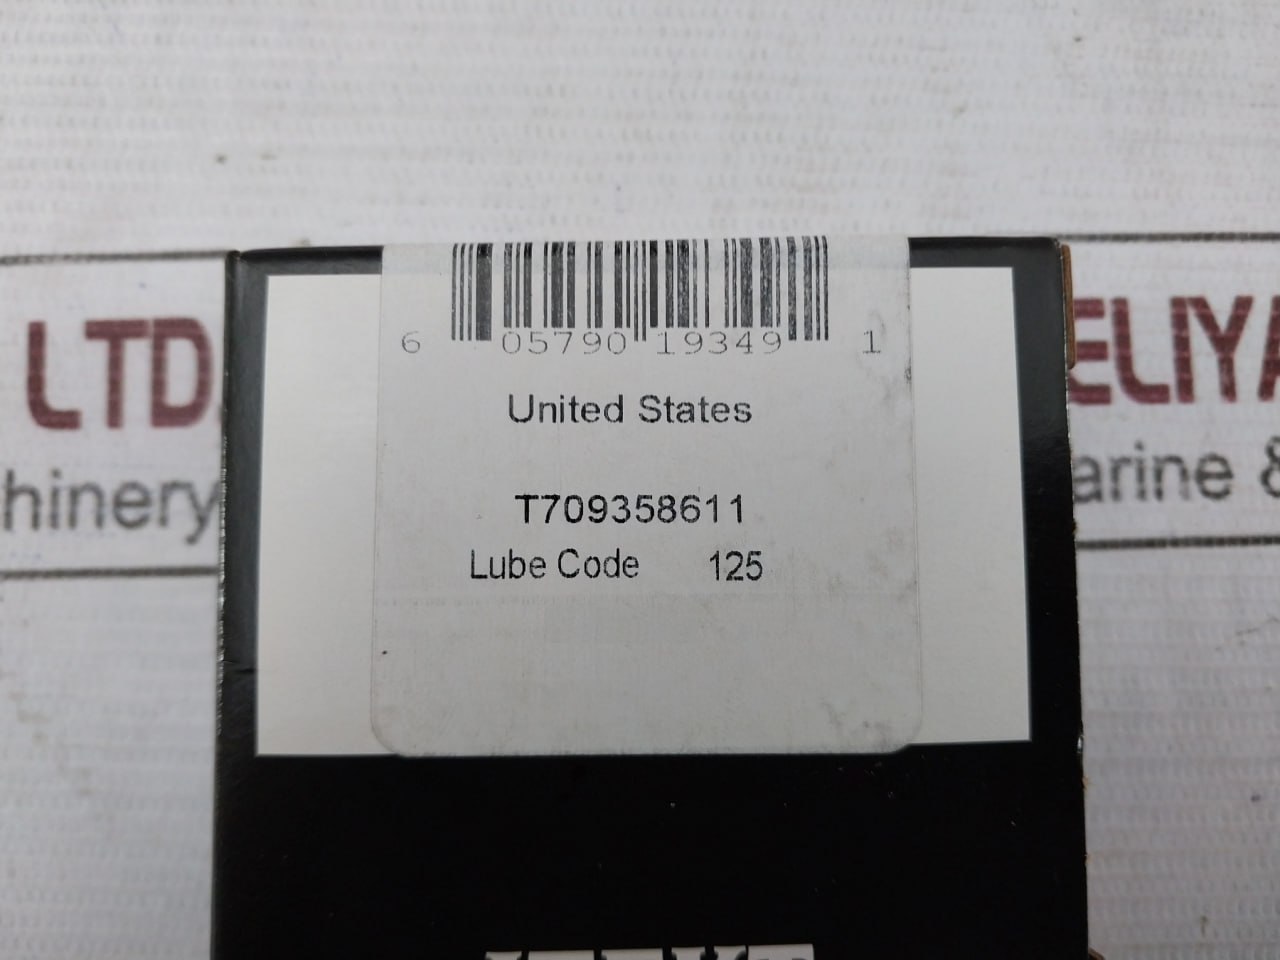 6 05790 19349 1
United States
T709358611
Lube Code 125
LTD.
ELIYA
hinery
arine &